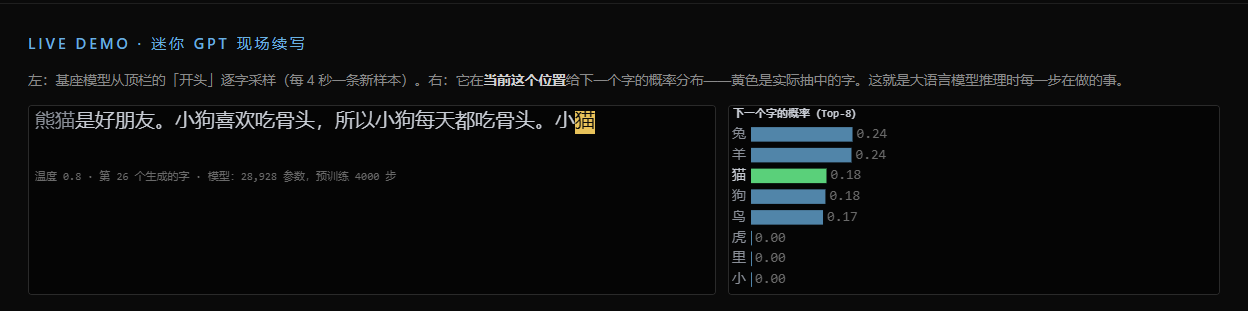 LIVE DEMO · 迷你 GPT 现场续写
左：基座模型从顶栏的「开头」逐字采样（每 4 秒一条新样本）。右：它在当前这个位置给下一个字的概率分布——黄色是实际抽中的字。这就是大语言模型推理时每一步在做的事。
熊猫是好朋友。小狗喜欢吃骨头，所以小狗每天都吃骨头。小猫
温度 0.8 · 第 26 个生成的字 · 模型：28,928 参数，预训练 4000 步
下一个字的概率 (Top-8)
兔 0.24
羊 0.24
猫 0.18
狗 0.18
鸟 0.17
虎 0.00
里 0.00
小 0.00